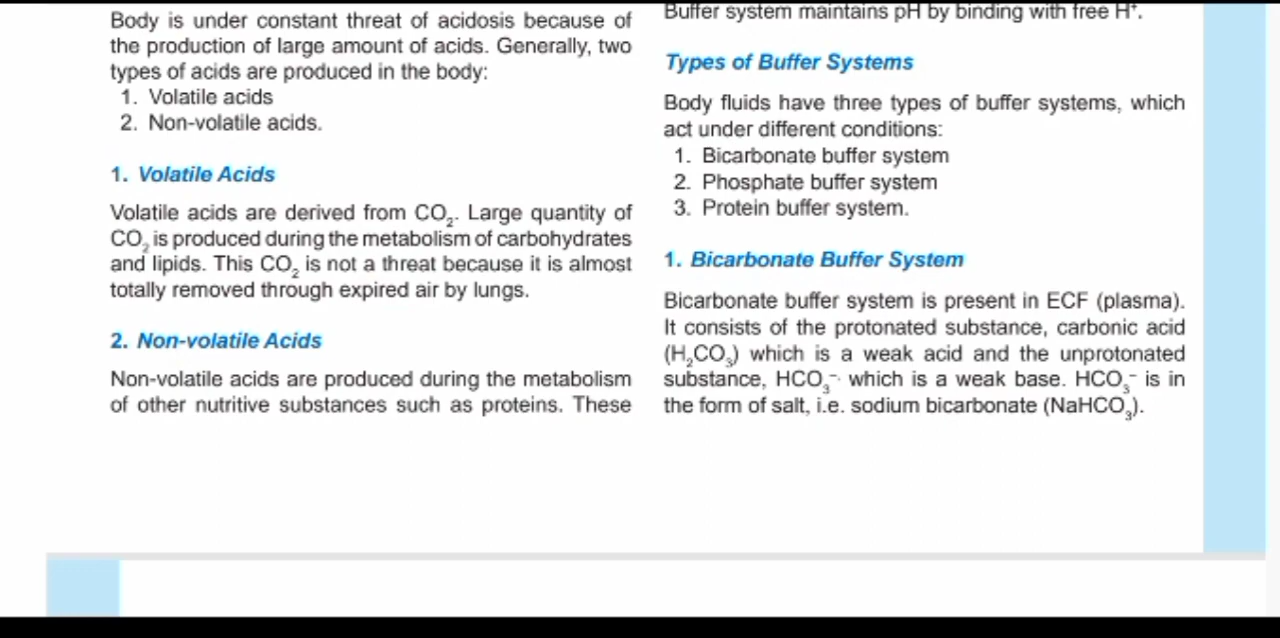 Body is under constant threat of acidosis because of
the production of large amount of acids. Generally, two
types of acids are produced in the body:
1. Volatile acids
2. Non-volatile acids.
1. Volatile Acids
Volatile acids are derived from CO₂. Large quantity of
CO₂ is produced during the metabolism of carbohydrates
and lipids. This CO₂ is not a threat because it is almost
totally removed through expired air by lungs.
2. Non-volatile Acids
Non-volatile acids are produced during the metabolism
of other nutritive substances such as proteins. These
Buffer system maintains pH by binding with free H⁺.
Types of Buffer Systems
Body fluids have three types of buffer systems, which
act under different conditions:
1. Bicarbonate buffer system
2. Phosphate buffer system
3. Protein buffer system.
1. Bicarbonate Buffer System
Bicarbonate buffer system is present in ECF (plasma).
It consists of the protonated substance, carbonic acid
(H₂CO₃) which is a weak acid and the unprotonated
substance, HCO₃⁻, which is a weak base. HCO₃⁻ is in
the form of salt, i.e. sodium bicarbonate (NaHCO₃).